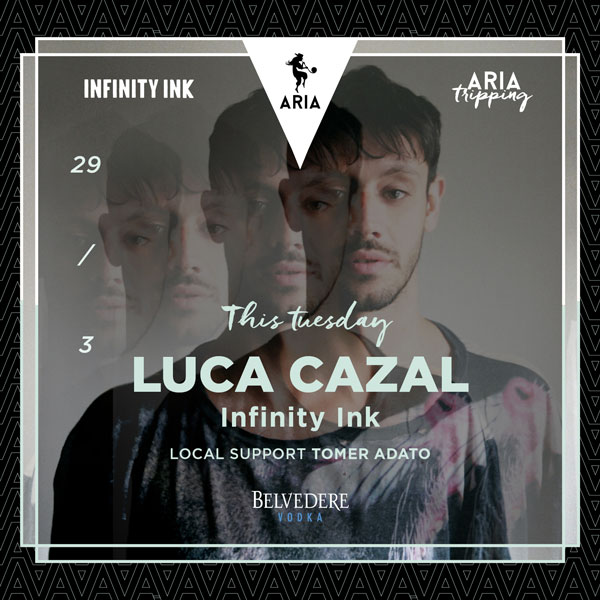 INFINITY INK
ARIA
ARIA
tripping
29
/
3
This tuesday
LUCA CAZAL
Infinity Ink
LOCAL SUPPORT TOMER ADATO
BELVEDERE
VODKA